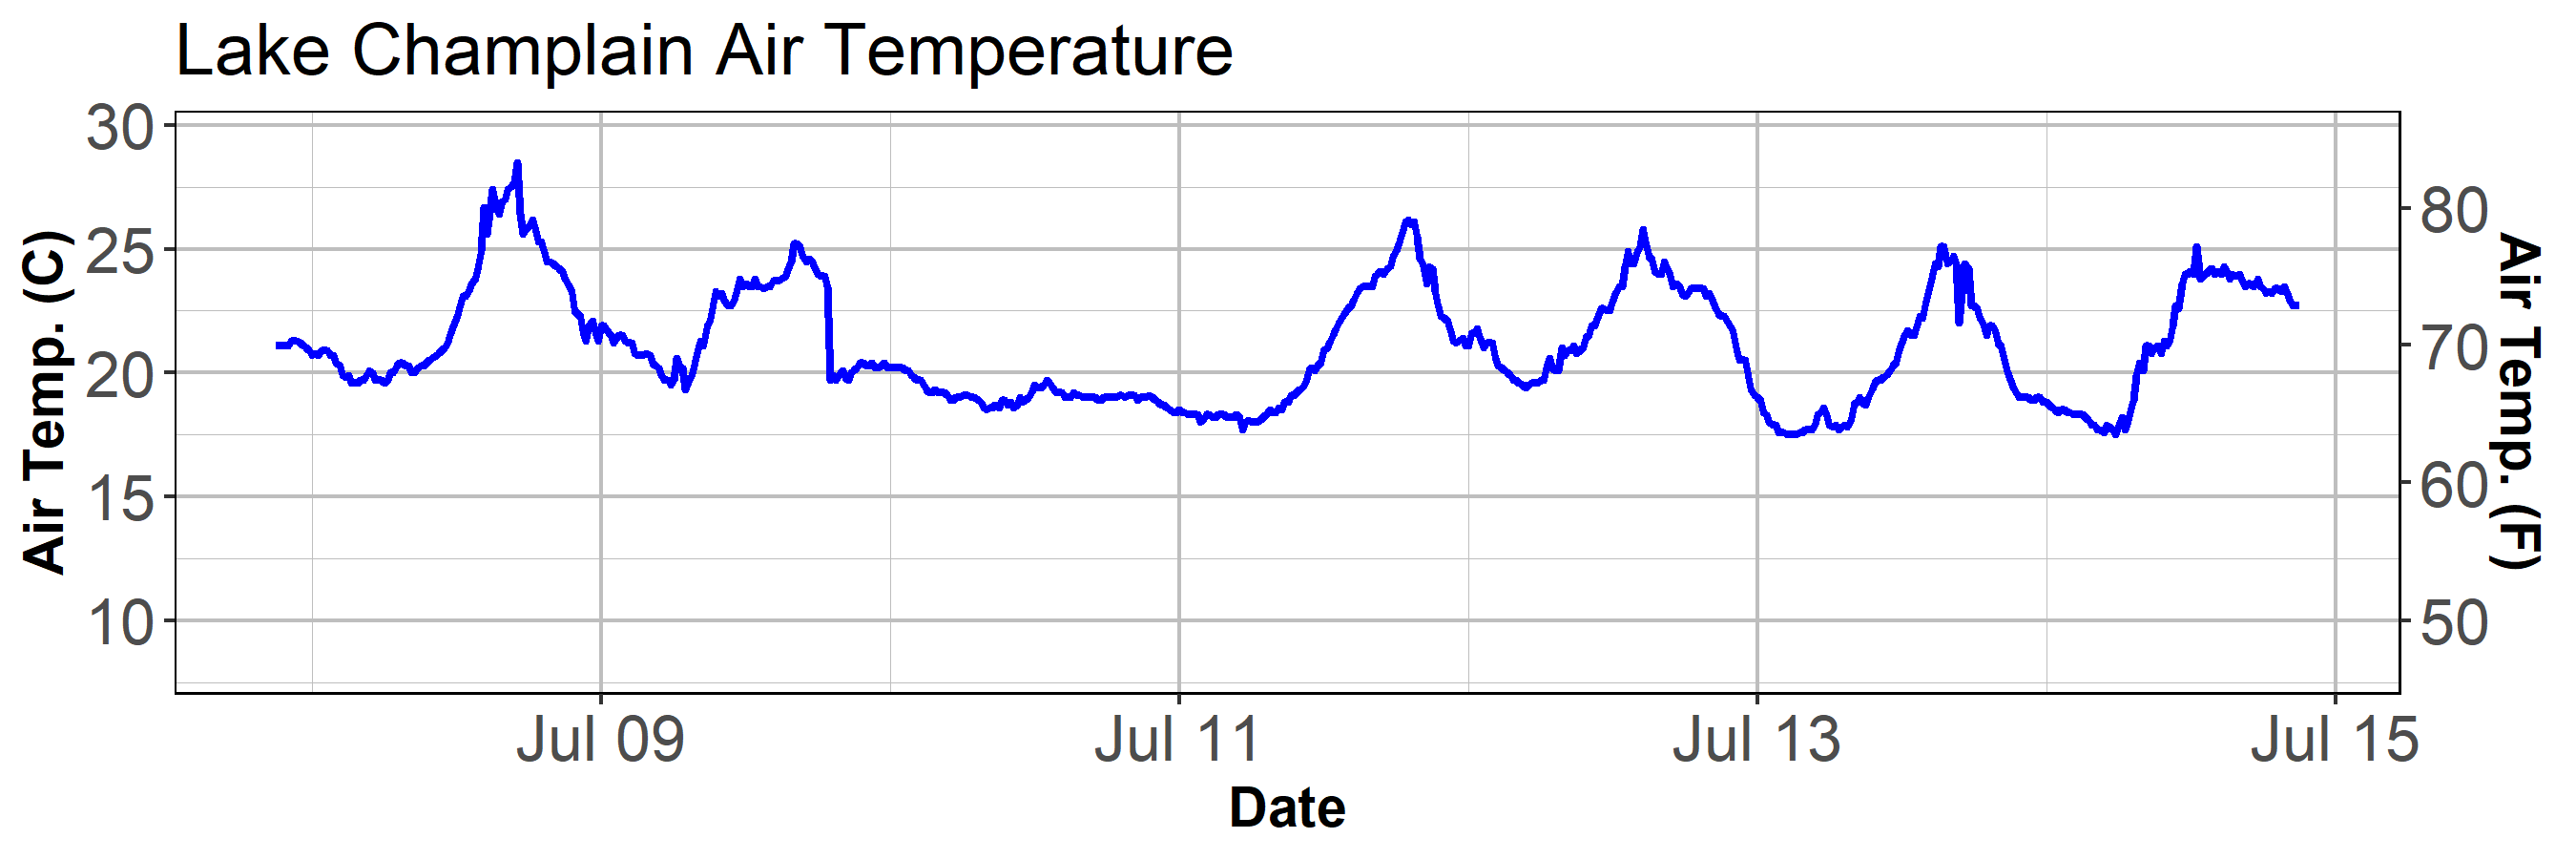 Lake Champlain Air Temperature
Air Temp. (C)
30
25
20
15
10
80
70
60
50
Air Temp. (F)
Jul 09
Jul 11
Jul 13
Jul 15
Date